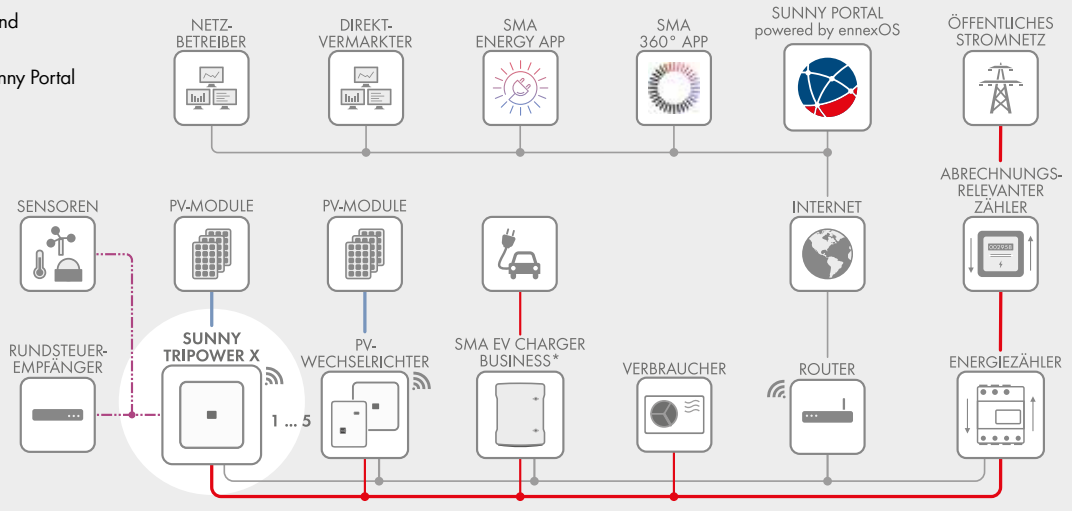 nd
nny Portal
NETZ-
BETREIBER
DIREKT-
VERMARKTER
SMA
ENERGY APP
SMA
360° APP
SUNNY PORTAL
powered by ennexOS
ÖFFENTLICHES
STROMNETZ
SENSOREN
PV-MODULE
PV-MODULE
INTERNET
ABRECHNUNGS-
RELEVANTER
ZÄHLER
002958
RUNDSTEUER-
EMPFÄNGER
SUNNY
TRIPOWER X
1 ... 5
PV-
WECHSELRICHTER
SMA EV CHARGER
BUSINESS*
VERBRAUCHER
ROUTER
ENERGIEZÄHLER